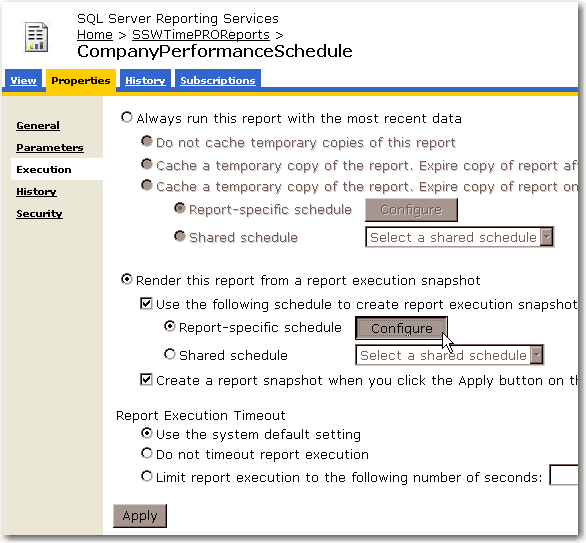 SQL Server Reporting Services
Home > SSWTimePROReports >
CompanyPerformanceSchedule
View Properties History Subscriptions
General
Parameters
Execution
History
Security
Always run this report with the most recent data
Do not cache temporary copies of this report
Cache a temporary copy of the report. Expire copy of report af
Cache a temporary copy of the report. Expire copy of report on
Report-specific schedule Configure
Shared schedule Select a shared schedule
Render this report from a report execution snapshot
Use the following schedule to create report execution snapshot
Report-specific schedule Configure
Shared schedule Select a shared schedule
Create a report snapshot when you click the Apply button on th
Report Execution Timeout
Use the system default setting
Do not timeout report execution
Limit report execution to the following number of seconds:
Apply